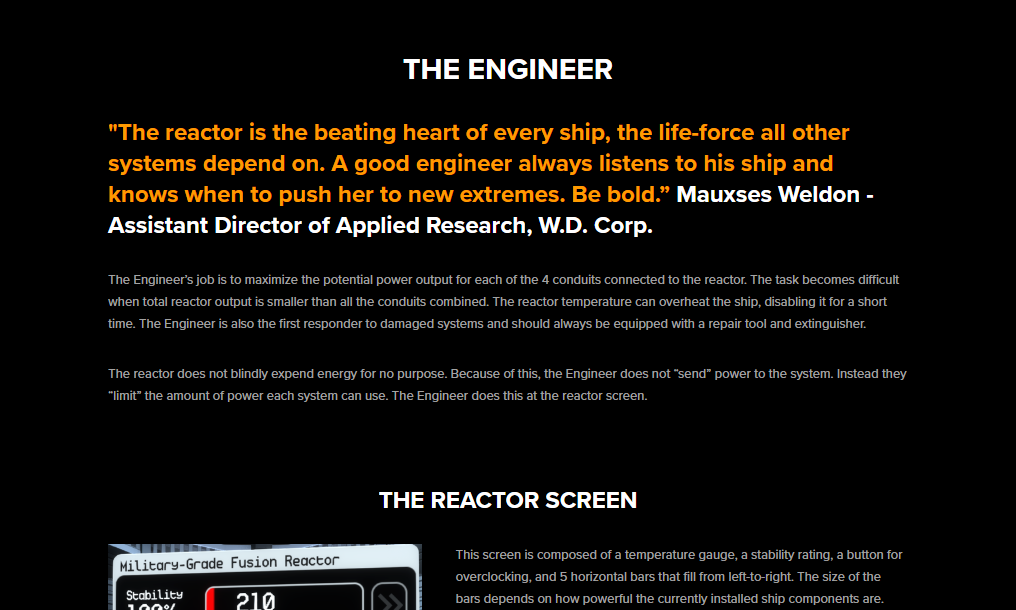 THE ENGINEER
"The reactor is the beating heart of every ship, the life-force all other
systems depend on. A good engineer always listens to his ship and
knows when to push her to new extremes. Be bold.” Mauxses Weldon -
Assistant Director of Applied Research, W.D. Corp.
The Engineer’s job is to maximize the potential power output for each of the 4 conduits connected to the reactor. The task becomes difficult
when total reactor output is smaller than all the conduits combined. The reactor temperature can overheat the ship, disabling it for a short
time. The Engineer is also the first responder to damaged systems and should always be equipped with a repair tool and extinguisher.
The reactor does not blindly expend energy for no purpose. Because of this, the Engineer does not “send” power to the system. Instead they
“limit” the amount of power each system can use. The Engineer does this at the reactor screen.
THE REACTOR SCREEN
Military-Grade Fusion Reactor
Stability
100%
210
This screen is composed of a temperature gauge, a stability rating, a button for
overclocking, and 5 horizontal bars that fill from left-to-right. The size of the
bars depends on how powerful the currently installed ship components are.